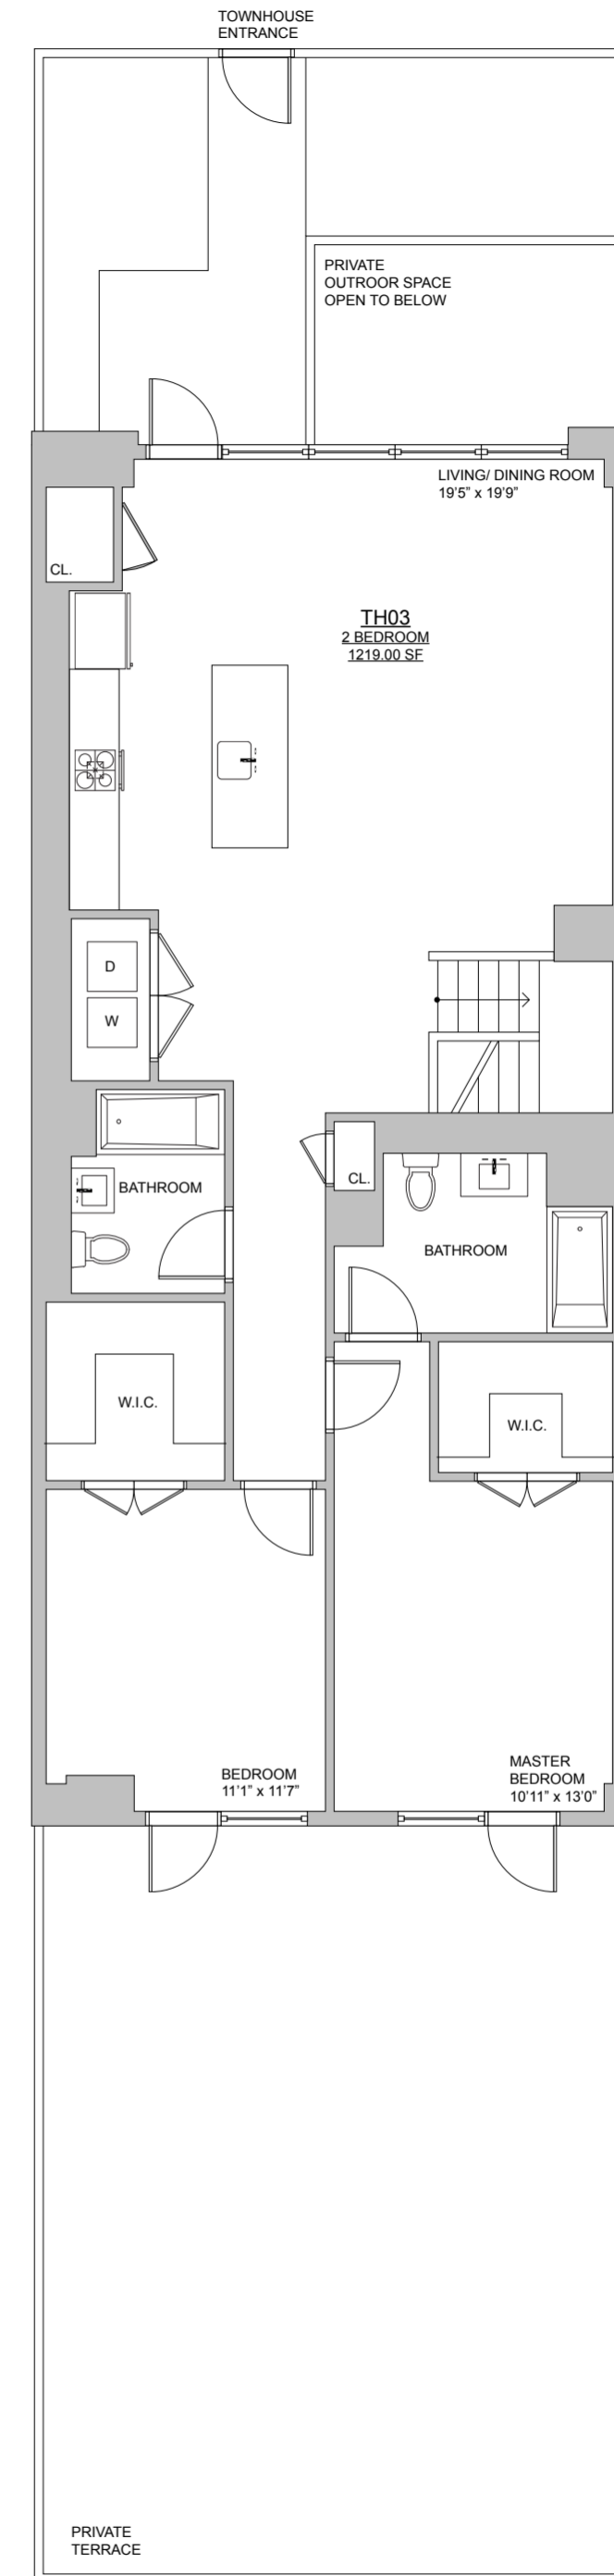 TOWNHOUSE
ENTRANCE
PRIVATE
OUTROOR SPACE
OPEN TO BELOW
LIVING/ DINING ROOM
19'5" x 19'9"
CL.
TH03
2 BEDROOM
1219.00 SF
D
W
BATHROOM
CL.
BATHROOM
W.I.C.
W.I.C.
BEDROOM
11'1" x 11'7"
MASTER
BEDROOM
10'11" x 13'0"
PRIVATE
TERRACE